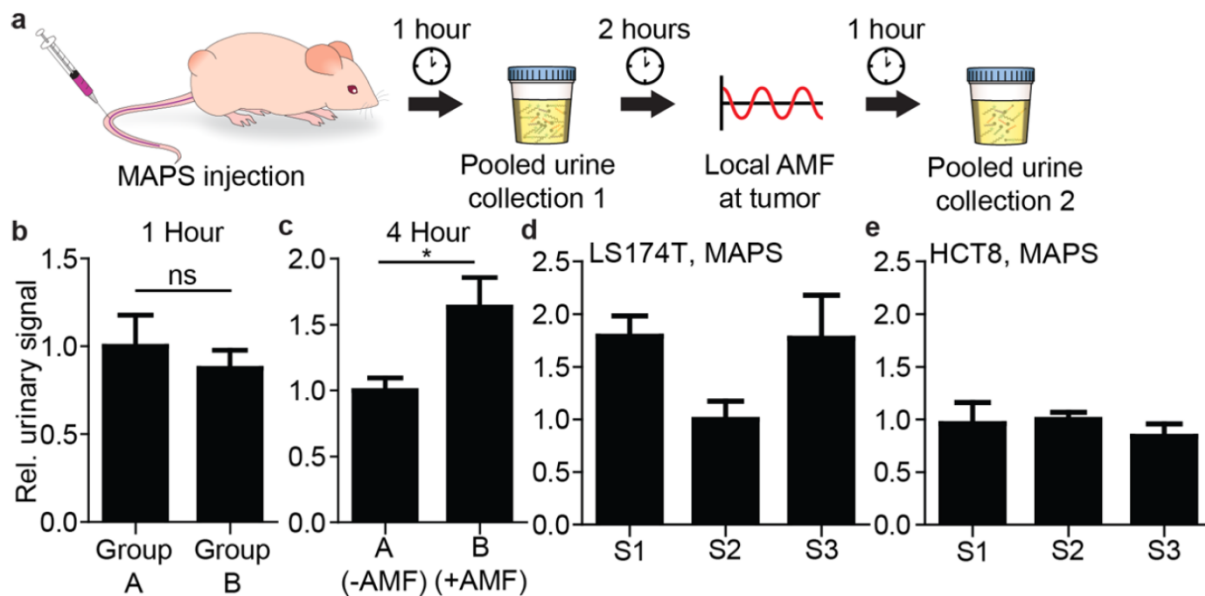 a
1 hour
2 hours
1 hour
MAPS injection
Pooled urine
collection 1
Local AMF
at tumor
Pooled urine
collection 2
b
1 Hour
Rel. urinary signal
1.5
1.0
0.5
0.0
ns
Group
A
Group
B
c
4 Hour
2.0
1.5
1.0
0.5
0.0
*
A
(-AMF)
B
(+AMF)
d
LS174T, MAPS
2.5
2.0
1.5
1.0
0.5
0.0
S1
S2
S3
e
HCT8, MAPS
2.5
2.0
1.5
1.0
0.5
0.0
S1
S2
S3